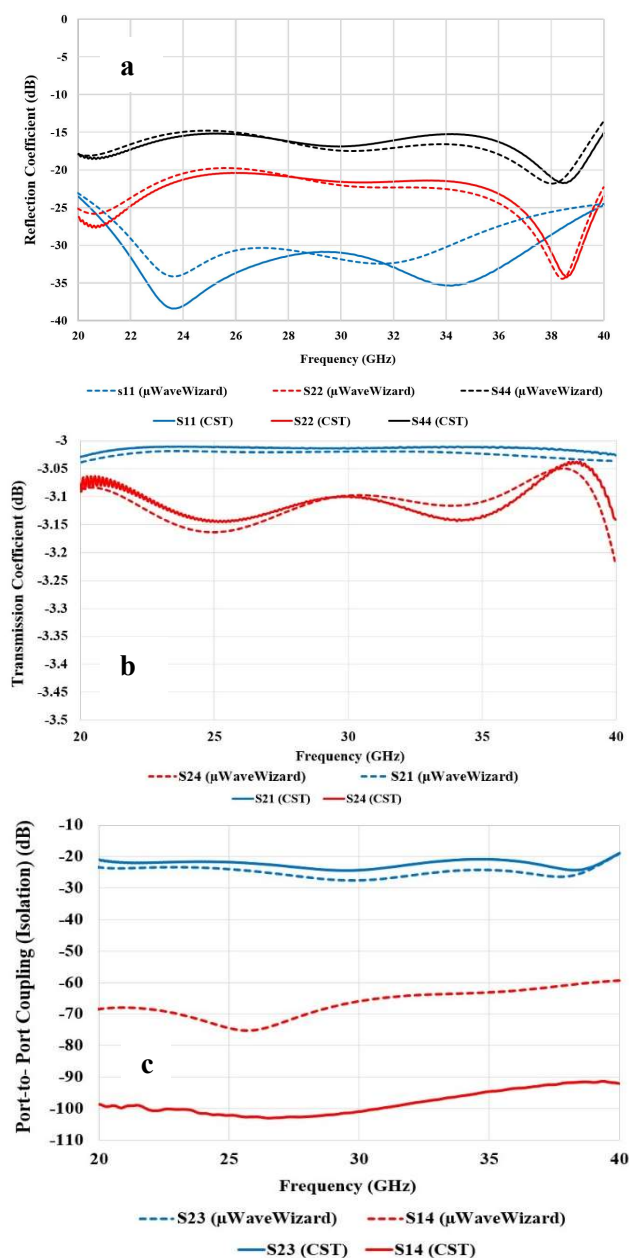 a
Reflection Coefficient (dB)
0
-5
-10
-15
-20
-25
-30
-35
-40
20 22 24 26 28 30 32 34 36 38 40
Frequency (GHz)
s11 (μWaveWizard) S22 (μWaveWizard) S44 (μWaveWizard)
S11 (CST) S22 (CST) S44 (CST)
Transmission Coefficient (dB)
-3
-3.05
-3.1
-3.15
-3.2
-3.25
-3.3
-3.35
-3.4
-3.45
-3.5
b
20 25 30 35 40
Frequency (GHz)
S24 (μWaveWizard) S21 (μWaveWizard)
S21 (CST) S24 (CST)
Port-to- Port Coupling (Isolation) (dB)
-10
-20
-30
-40
-50
-60
-70
-80
-90
-100
-110
c
20 25 30 35 40
Frequency (GHz)
S23 (μWaveWizard) S14 (μWaveWizard)
S23 (CST) S14 (CST)